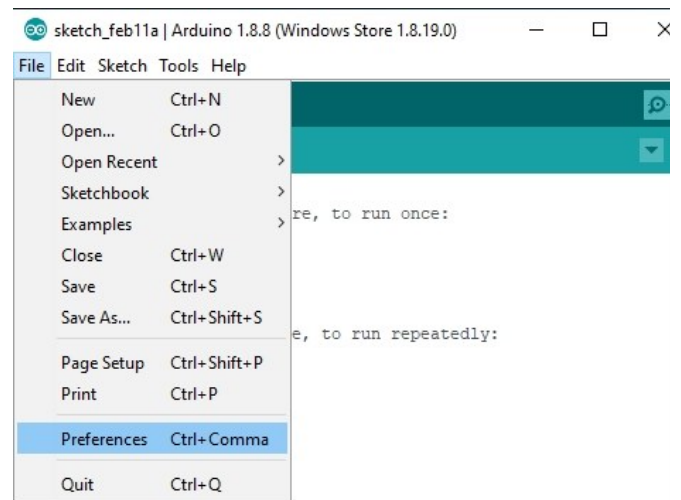 sketch_feb11a | Arduino 1.8.8 (Windows Store 1.8.19.0)
File Edit Sketch Tools Help
New Ctrl+N
Open... Ctrl+O
Open Recent
Sketchbook
Examples
re, to run once:
Close Ctrl+W
Save Ctrl+S
Save As... Ctrl+Shift+S
e, to run repeatedly:
Page Setup Ctrl+Shift+P
Print Ctrl+P
Preferences Ctrl+Comma
Quit Ctrl+Q